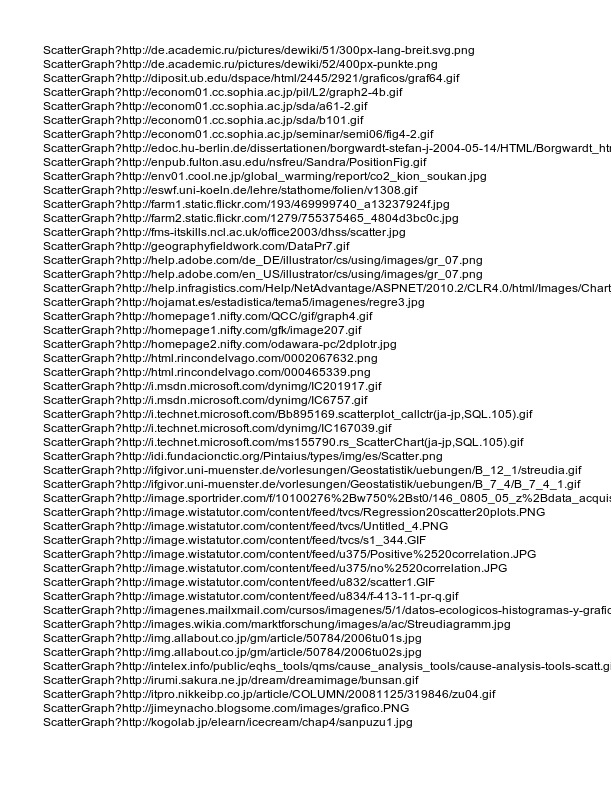 ScatterGraph?http://de.academic.ru/pictures/dewiki/51/300px-lang-breit.svg.png
ScatterGraph?http://de.academic.ru/pictures/dewiki/52/400px-punkte.png
ScatterGraph?http://diposit.ub.edu/dspace/html/2445/2921/graficos/graf64.gif
ScatterGraph?http://econom01.cc.sophia.ac.jp/pil/L2/graph2-4b.gif
ScatterGraph?http://econom01.cc.sophia.ac.jp/sda/a61-2.gif
ScatterGraph?http://econom01.cc.sophia.ac.jp/sda/b101.gif
ScatterGraph?http://econom01.cc.sophia.ac.jp/seminar/semi06/fig4-2.gif
ScatterGraph?http://edoc.hu-berlin.de/dissertationen/borgwardt-stefan-j-2004-05-14/HTML/Borgwardt_htm
ScatterGraph?http://enpub.fulton.asu.edu/nsfreu/Sandra/PositionFig.gif
ScatterGraph?http://env01.cool.ne.jp/global_warming/report/co2_kion_soukan.jpg
ScatterGraph?http://eswf.uni-koeln.de/lehre/stathome/folien/v1308.gif
ScatterGraph?http://farm1.static.flickr.com/193/469999740_a13237924f.jpg
ScatterGraph?http://farm2.static.flickr.com/1279/755375465_4804d3bc0c.jpg
ScatterGraph?http://fms-itskills.ncl.ac.uk/office2003/dhss/scatter.jpg
ScatterGraph?http://geographyfieldwork.com/DataPr7.gif
ScatterGraph?http://help.adobe.com/de_DE/illustrator/cs/using/images/gr_07.png
ScatterGraph?http://help.adobe.com/en_US/illustrator/cs/using/images/gr_07.png
ScatterGraph?http://help.infragistics.com/Help/NetAdvantage/ASPNET/2010.2/CLR4.0/html/Images/Chart
ScatterGraph?http://hojamat.es/estadistica/tema5/imagenes/regre3.jpg
ScatterGraph?http://homepage1.nifty.com/QCC/gif/graph4.gif
ScatterGraph?http://homepage1.nifty.com/gfk/image207.gif
ScatterGraph?http://homepage2.nifty.com/odawara-pc/2dplotr.jpg
ScatterGraph?http://html.rincondelvago.com/0002067632.png
ScatterGraph?http://html.rincondelvago.com/000465339.png
ScatterGraph?http://i.msdn.microsoft.com/dynimg/IC201917.gif
ScatterGraph?http://i.msdn.microsoft.com/dynimg/IC6757.gif
ScatterGraph?http://i.technet.microsoft.com/Bb895169.scatterplot_callctr(ja-jp,SQL.105).gif
ScatterGraph?http://i.technet.microsoft.com/dynimg/IC167039.gif
ScatterGraph?http://i.technet.microsoft.com/ms155790.rs_ScatterChart(ja-jp,SQL.105).gif
ScatterGraph?http://idi.fundacionctic.org/Pintaius/types/img/es/Scatter.png
ScatterGraph?http://ifgivor.uni-muenster.de/vorlesungen/Geostatistik/uebungen/B_12_1/streudia.gif
ScatterGraph?http://ifgivor.uni-muenster.de/vorlesungen/Geostatistik/uebungen/B_7_4/B_7_4_1.gif
ScatterGraph?http://image.sportrider.com/f/10100276%2Bw750%2Bst0/146_0805_05_z%2Bdata_acquis
ScatterGraph?http://image.wistatutor.com/content/feed/tvcs/Regression20scatter20plots.PNG
ScatterGraph?http://image.wistatutor.com/content/feed/tvcs/Untitled_4.PNG
ScatterGraph?http://image.wistatutor.com/content/feed/tvcs/s1_344.GIF
ScatterGraph?http://image.wistatutor.com/content/feed/u375/Positive%2520correlation.JPG
ScatterGraph?http://image.wistatutor.com/content/feed/u375/no%2520correlation.JPG
ScatterGraph?http://image.wistatutor.com/content/feed/u832/scatter1.GIF
ScatterGraph?http://image.wistatutor.com/content/feed/u834/f-413-11-pr-q.gif
ScatterGraph?http://imagenes.mailxmail.com/cursos/imagenes/5/1/datos-ecologicos-histogramas-y-grafic
ScatterGraph?http://images.wikia.com/marktforschung/images/a/ac/Streudiagramm.jpg
ScatterGraph?http://img.allabout.co.jp/gm/article/50784/2006tu01s.jpg
ScatterGraph?http://img.allabout.co.jp/gm/article/50784/2006tu02s.jpg
ScatterGraph?http://intelex.info/public/eqhs_tools/qms/cause_analysis_tools/cause-analysis-tools-scatt.gi
ScatterGraph?http://irumi.sakura.ne.jp/dream/dreamimage/bunsan.gif
ScatterGraph?http://itpro.nikkeibp.co.jp/article/COLUMN/20081125/319846/zu04.gif
ScatterGraph?http://jimeynacho.blogsome.com/images/grafico.PNG
ScatterGraph?http://kogolab.jp/elearn/icecream/chap4/sanpuzu1.jpg